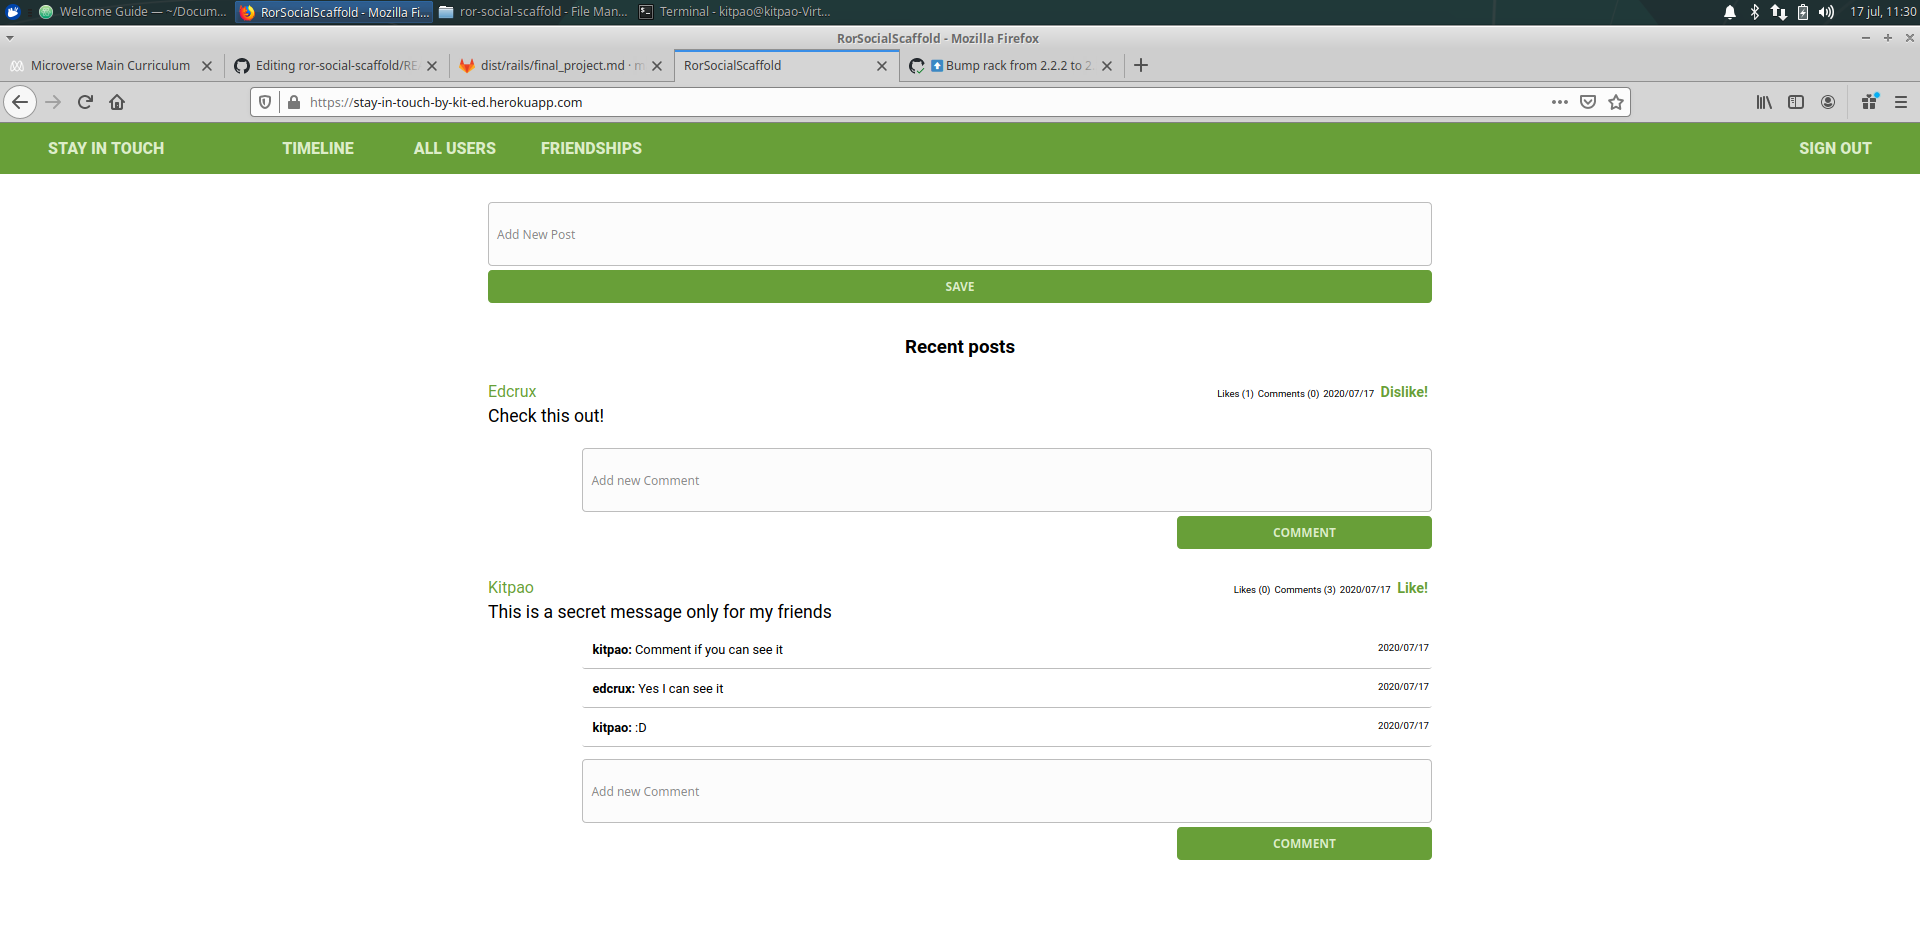 Welcome Guide — ~/Docum... RorSocialScaffold - Mozilla Fi... ror-social-scaffold - File Man... Terminal - kitpao@kitpao-Virt... 17 jul, 11:30
RorSocialScaffold - Mozilla Firefox
Microverse Main Curriculum Editing ror-social-scaffold/RE dist/rails/final_project.md · m RorSocialScaffold Bump rack from 2.2.2 to 2
https://stay-in-touch-by-kit-ed.herokuapp.com
STAY IN TOUCH TIMELINE ALL USERS FRIENDSHIPS SIGN OUT
Add New Post
SAVE
Recent posts
Edcrux Likes (1) Comments (0) 2020/07/17 Dislike!
Check this out!
Add new Comment
COMMENT
Kitpao Likes (0) Comments (3) 2020/07/17 Like!
This is a secret message only for my friends
kitpao: Comment if you can see it 2020/07/17
edcrux: Yes I can see it 2020/07/17
kitpao: :D 2020/07/17
Add new Comment
COMMENT